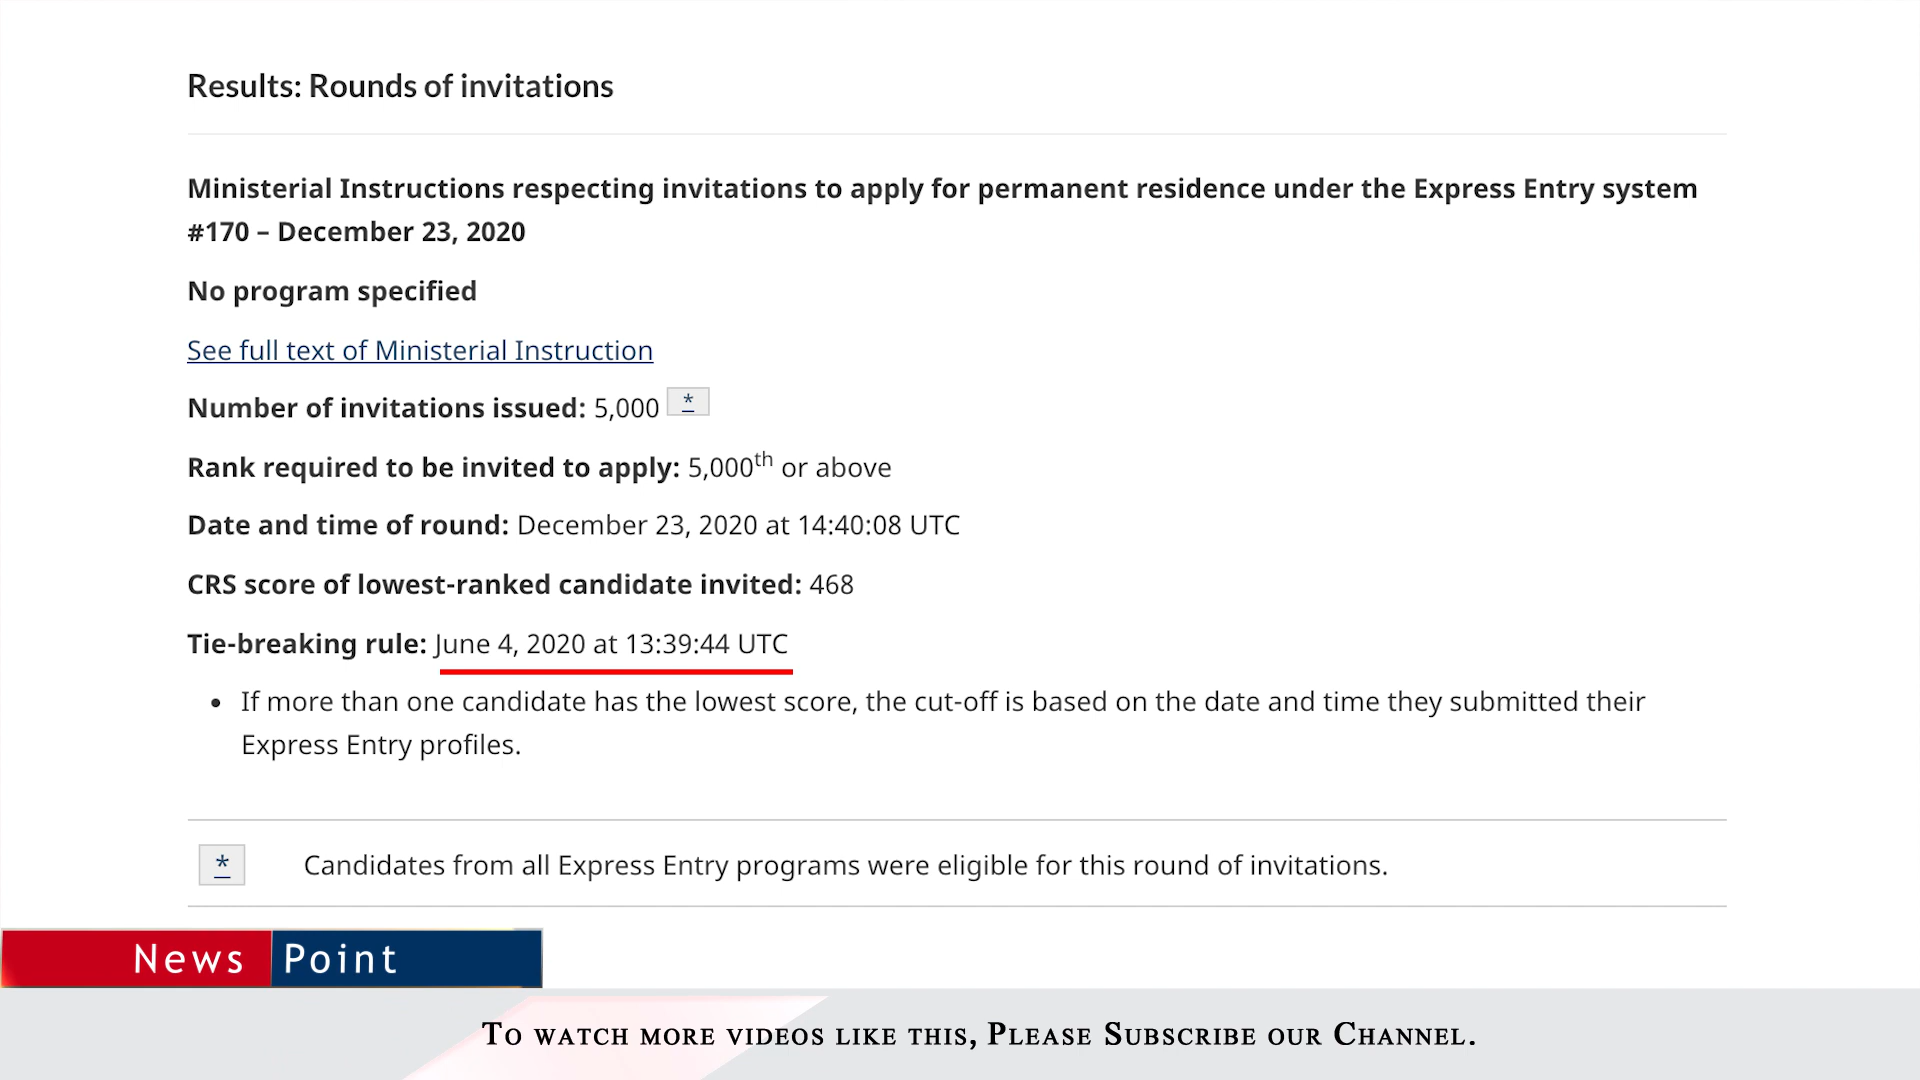 Results: Rounds of invitations
Ministerial Instructions respecting invitations to apply for permanent residence under the Express Entry system
#170 – December 23, 2020
No program specified
See full text of Ministerial Instruction
Number of invitations issued: 5,000 *
Rank required to be invited to apply: 5,000th or above
Date and time of round: December 23, 2020 at 14:40:08 UTC
CRS score of lowest-ranked candidate invited: 468
Tie-breaking rule: June 4, 2020 at 13:39:44 UTC
• If more than one candidate has the lowest score, the cut-off is based on the date and time they submitted their
Express Entry profiles.
* Candidates from all Express Entry programs were eligible for this round of invitations.
News Point
To watch more videos like this, Please Subscribe our Channel.